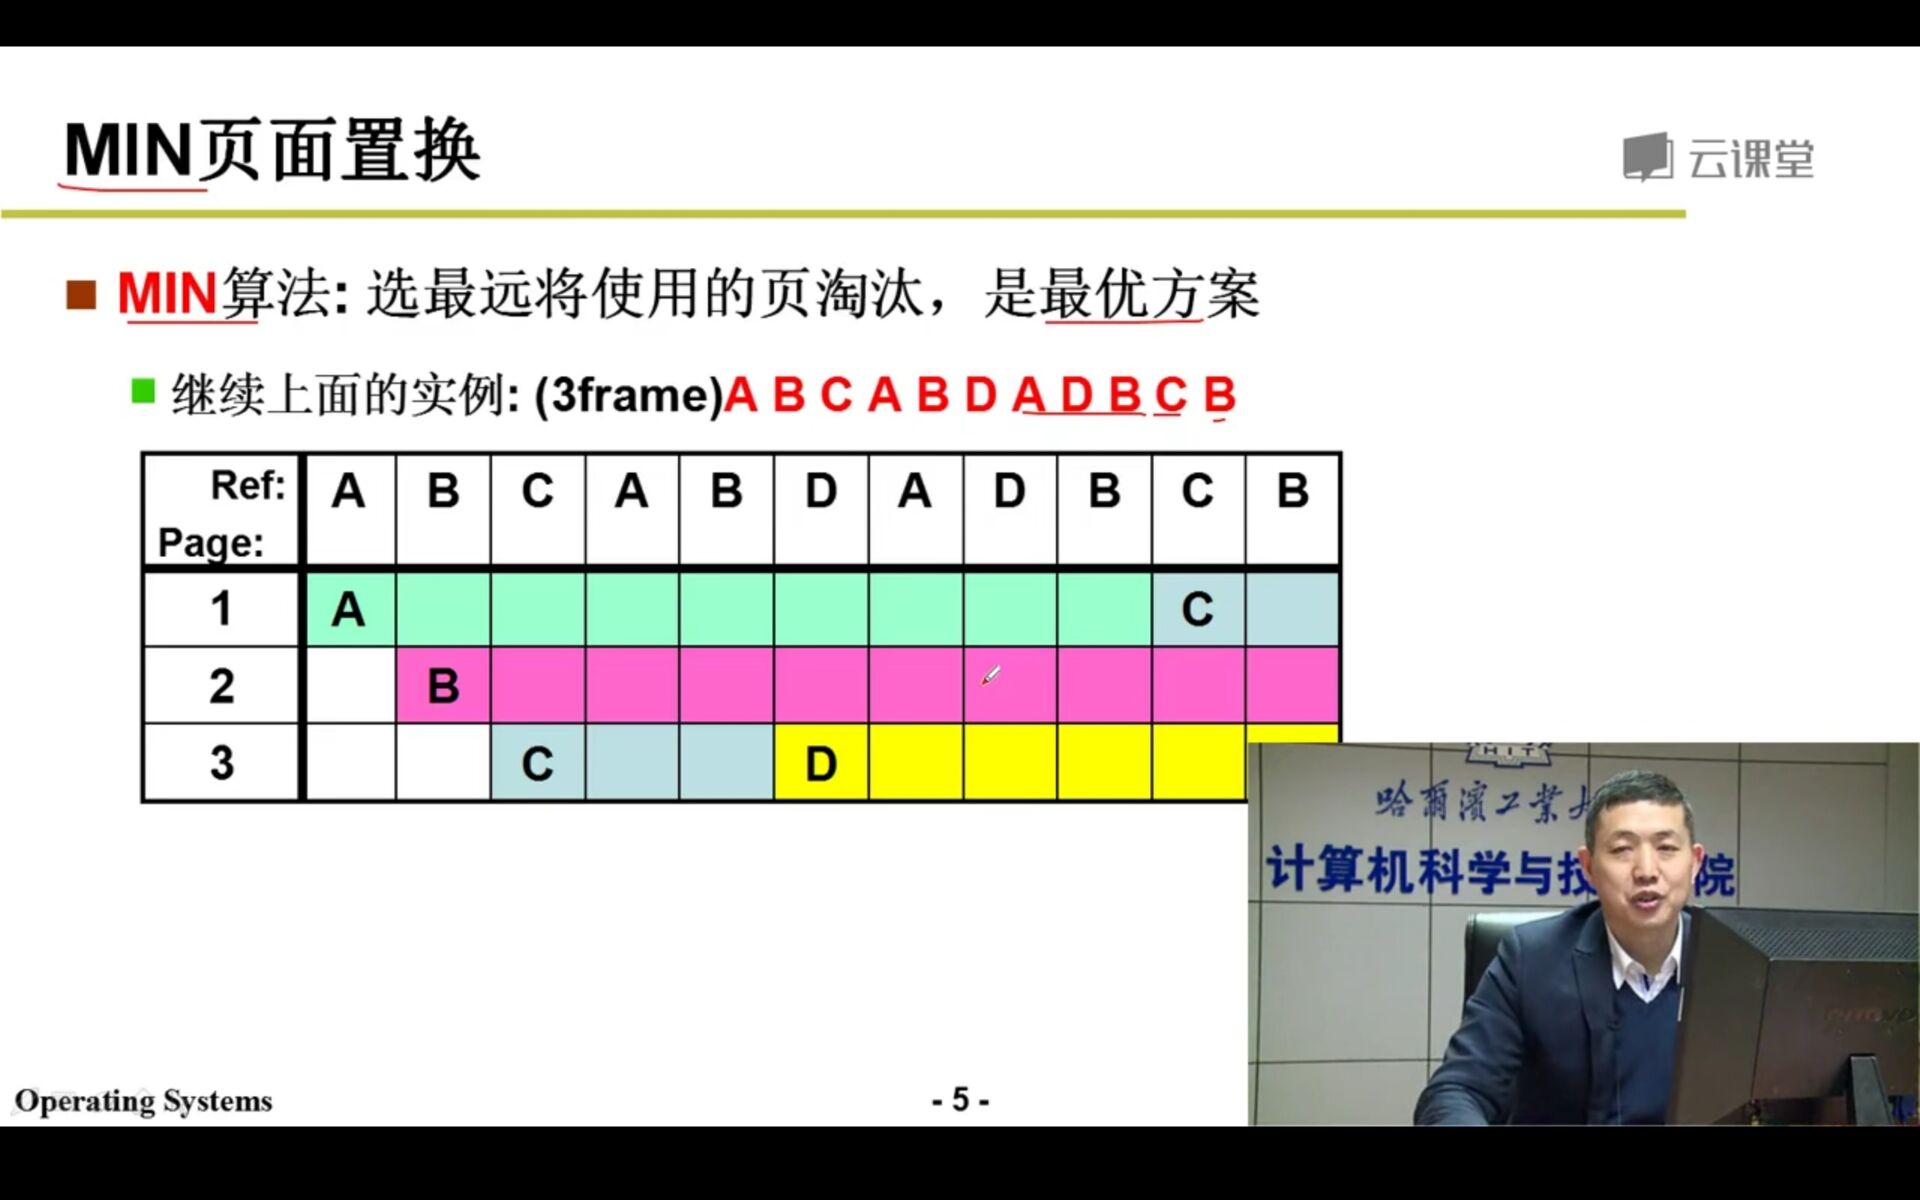 MIN页面置换
云课堂
MIN算法: 选最远将使用的页淘汰，是最优方案
继续上面的实例: (3frame)A B C A B D A D B C B
Ref: A B C A B D A D B C B
Page:
1 A C
2 B
3 C D
HIT
哈爾濱工業大
计算机科学与技 院
Operating Systems
- 5 -